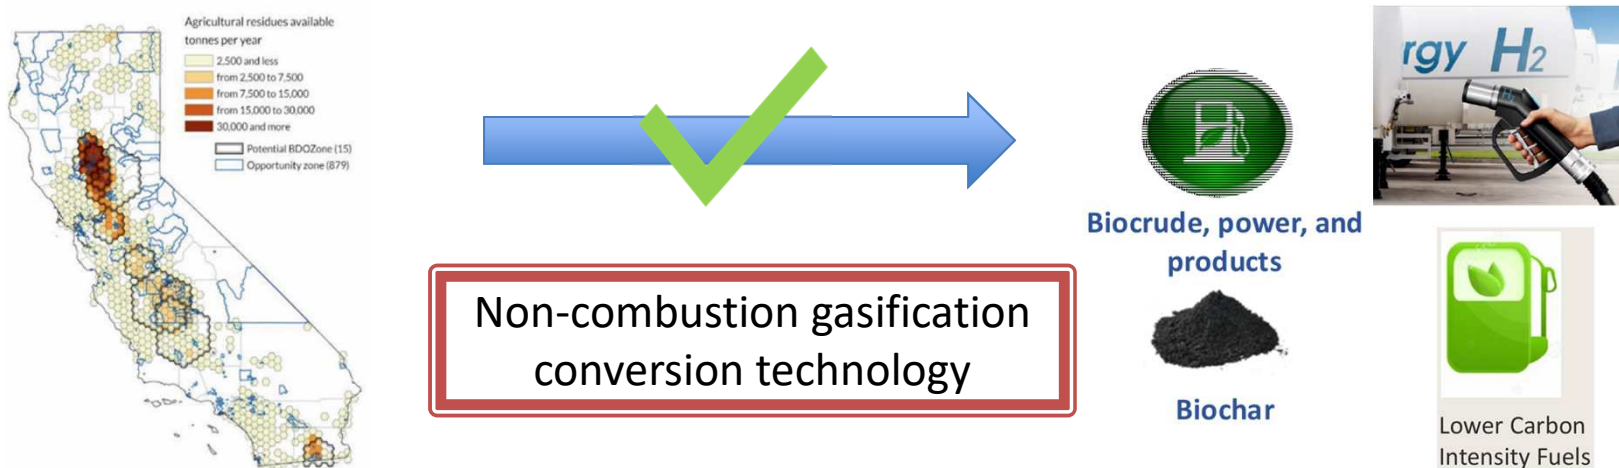 Agricultural residues available
tonnes per year
2,500 and less
from 2,500 to 7,500
from 7,500 to 15,000
from 15,000 to 30,000
30,000 and more
Potential BDOZone (15)
Opportunity zone (879)
Non-combustion gasification
conversion technology
Biocrude, power, and
products
Biochar
rgy H2
H2
Lower Carbon
Intensity Fuels